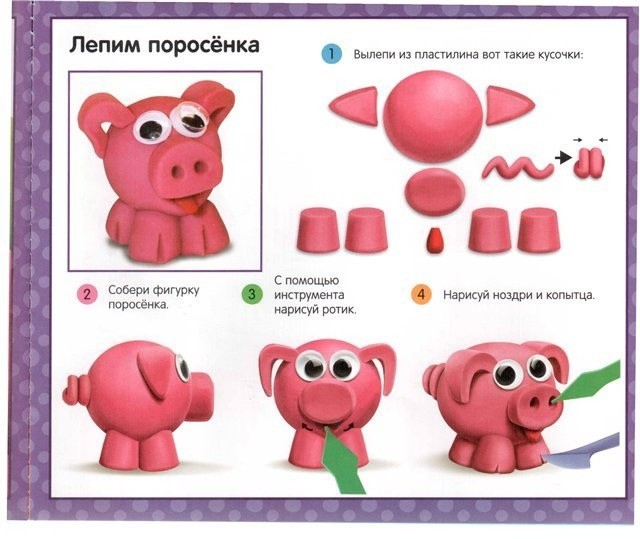 Лепим поросёнка
1 Вылепи из пластилина вот такие кусочки:
2 Собери фигурку
поросёнка.
3 С помощью
инструмента
нарисуй ротик.
4 Нарисуй ноздри и копытца.